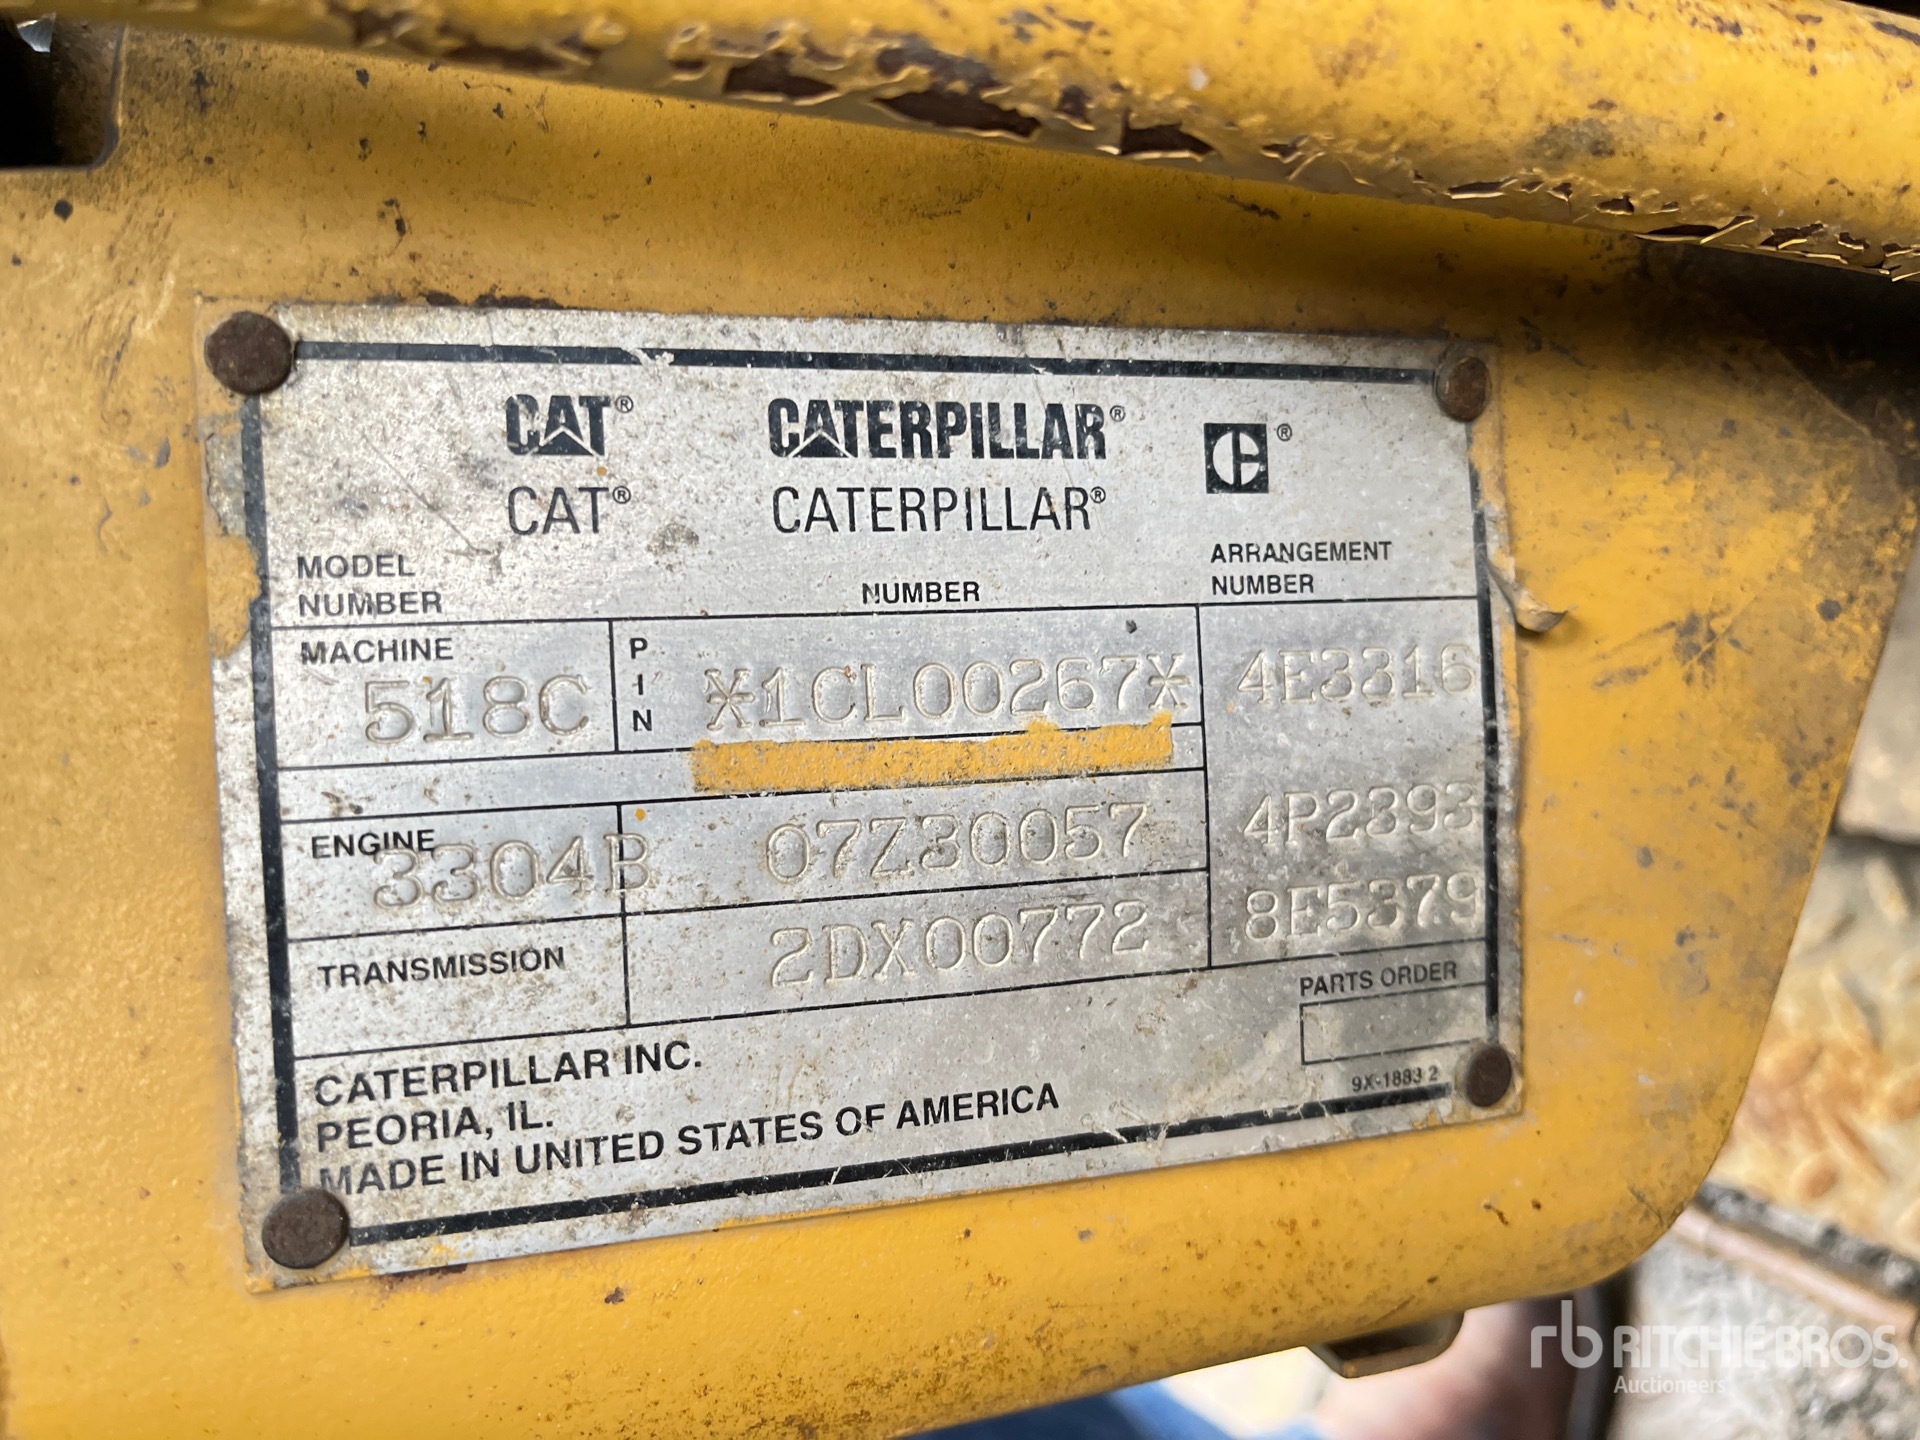 CAT® CATERPILLAR®
CAT® CATERPILLAR®
MODEL NUMBER NUMBER ARRANGEMENT NUMBER
MACHINE 518C PIN *1CL00267* 4E3316
ENGINE 3304B 07Z30057 4P2393
TRANSMISSION 2DX00772 8E5379
PARTS ORDER
9X-1883 2
CATERPILLAR INC.
PEORIA, IL.
MADE IN UNITED STATES OF AMERICA
rb RITCHIE BROS.
Auctioneers